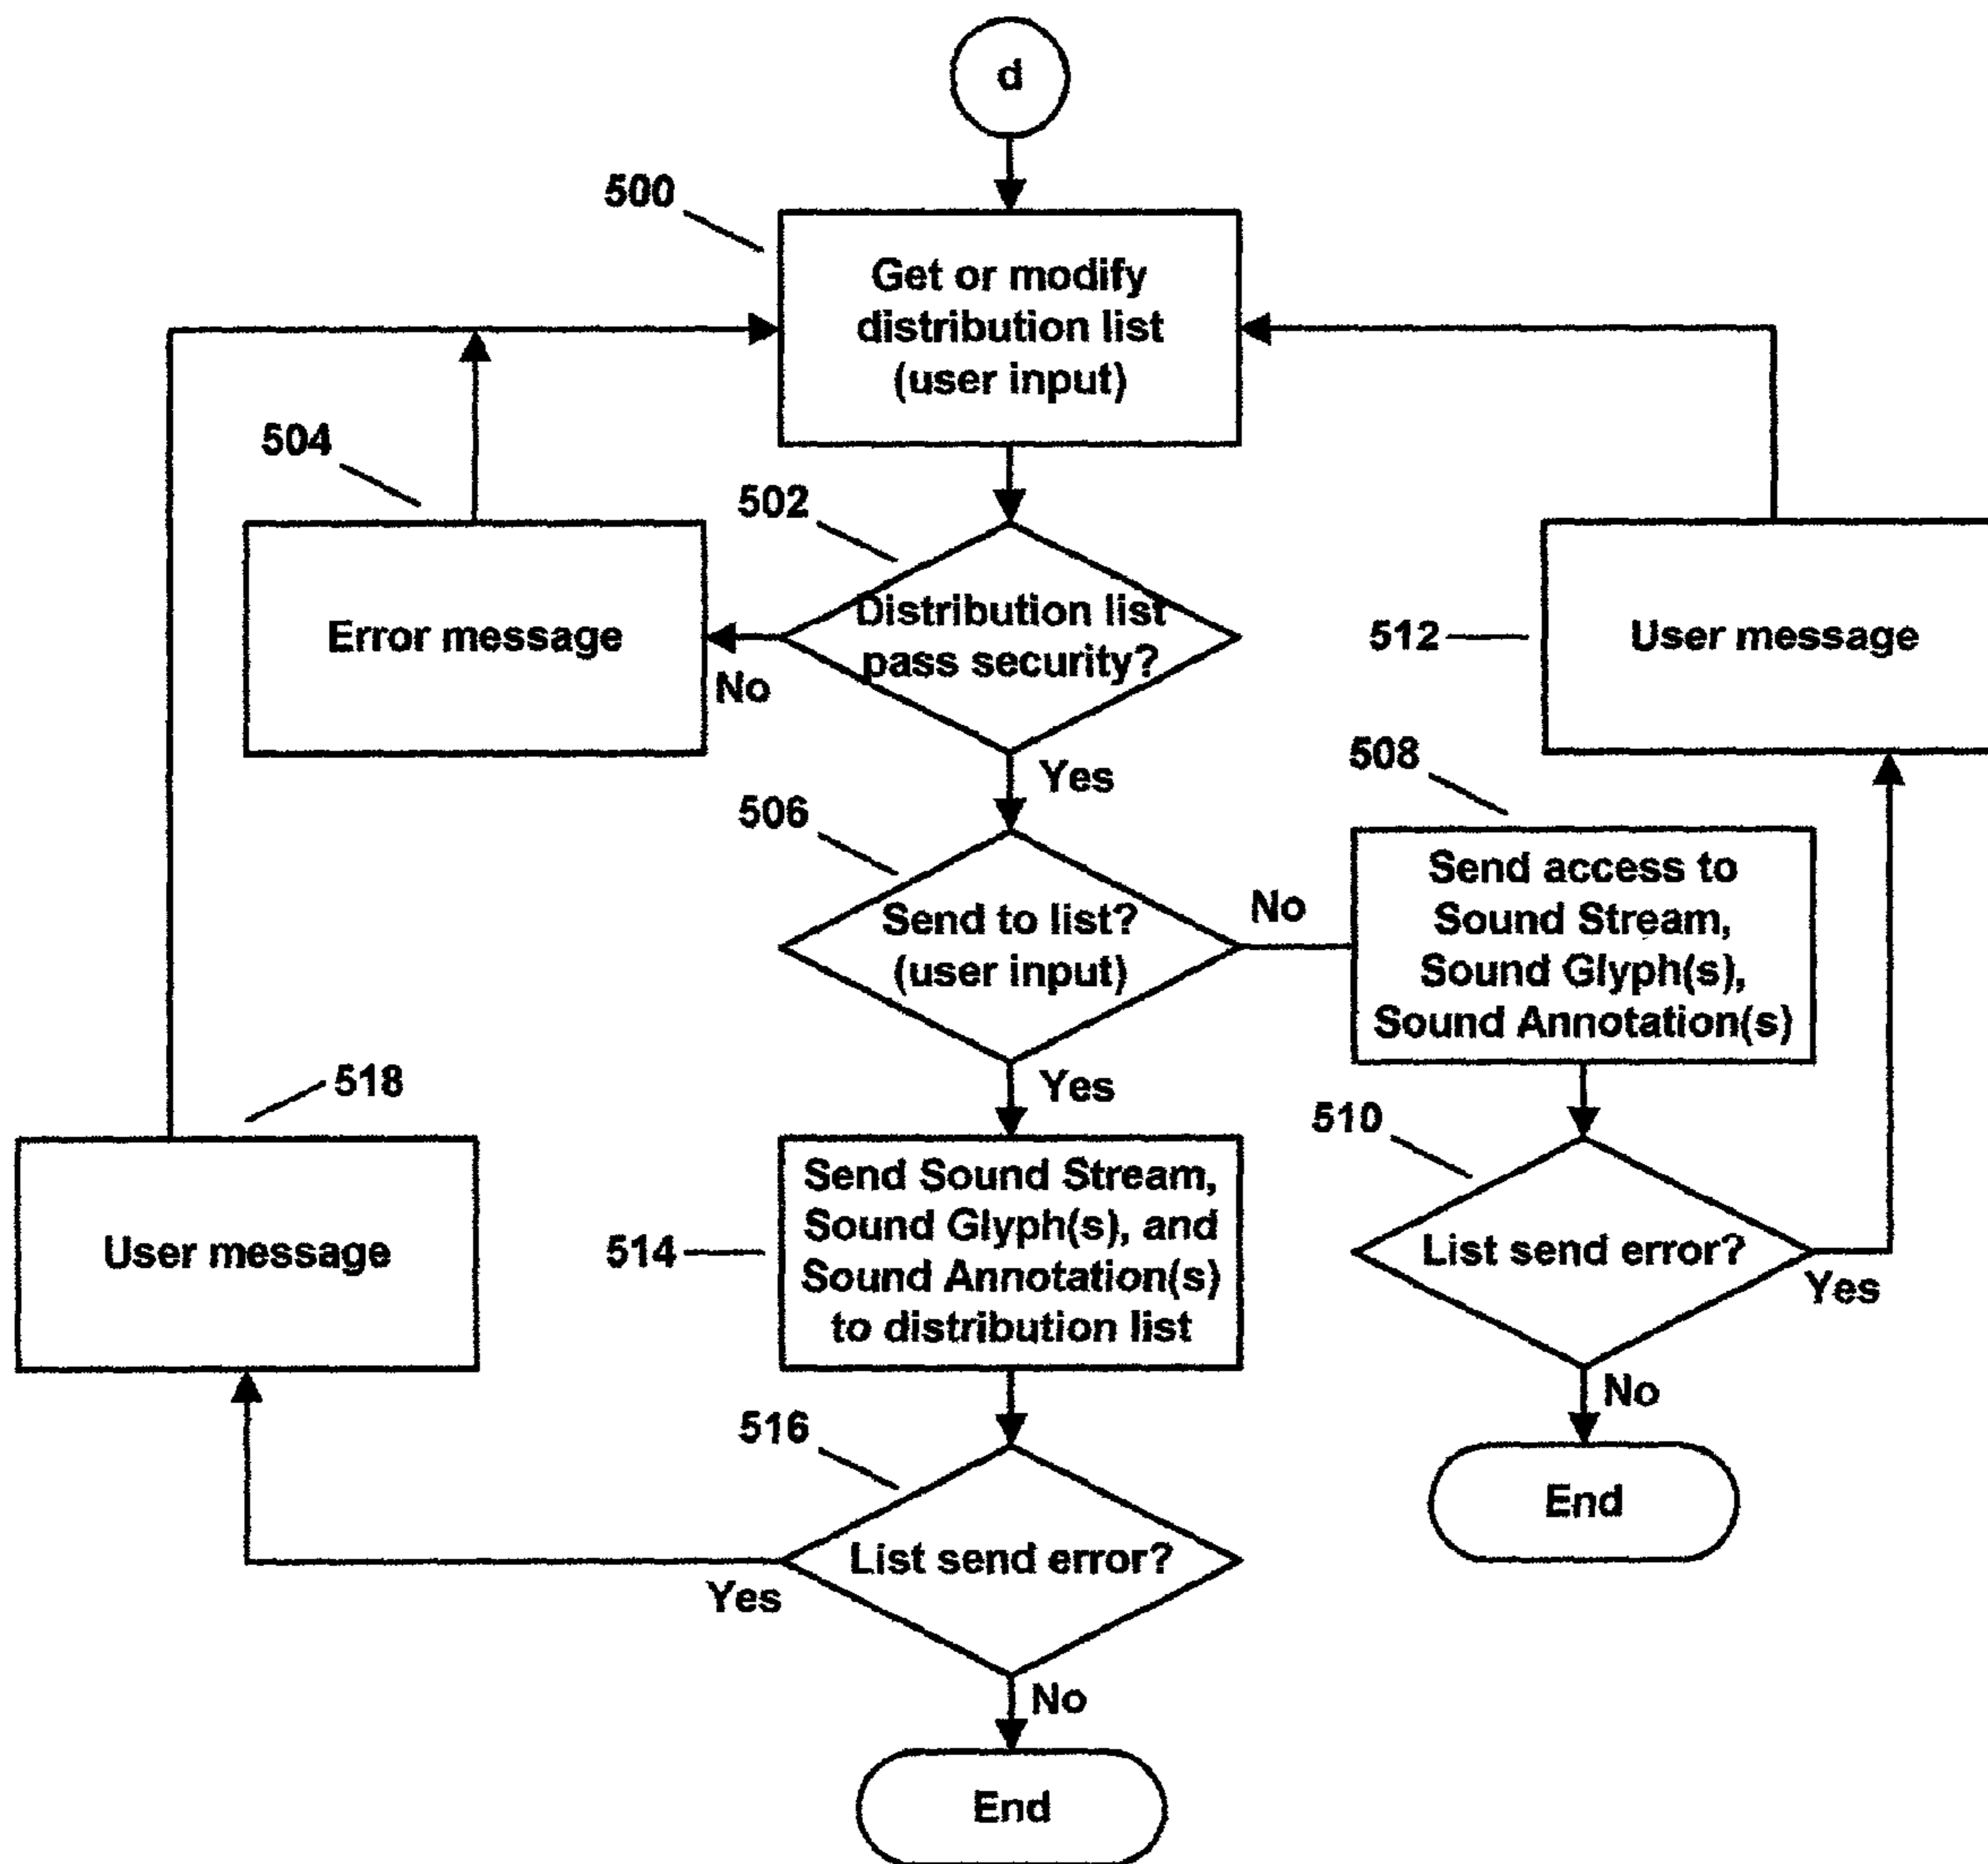 d
500
Get or modify
distribution list
(user input)
504
502
Error message
Distribution list
pass security?
No
512
User message
Yes
508
506
Send to list?
(user input)
No
Send access to
Sound Stream,
Sound Glyph(s),
Sound Annotation(s)
Yes
518
510
User message
514
Send Sound Stream,
Sound Glyph(s), and
Sound Annotation(s)
to distribution list
List send error?
Yes
No
516
List send error?
Yes
End
No
End